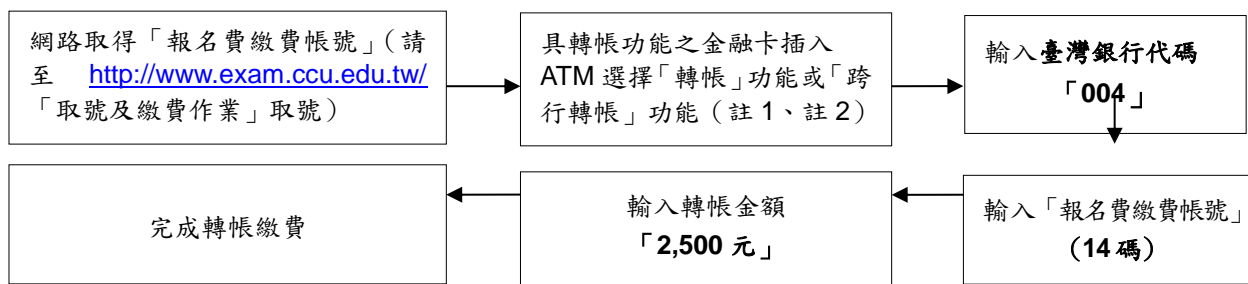 網路取得「報名費繳費帳號」(請
至 http://www.exam.ccu.edu.tw/
「取號及繳費作業」取號)
具轉帳功能之金融卡插入
ATM 選擇「轉帳」功能或「跨
行轉帳」功能(註 1、註 2)
輸入臺灣銀行代碼
「004」
輸入「報名費繳費帳號」
(14 碼)
輸入轉帳金額
「2,500 元」
完成轉帳繳費